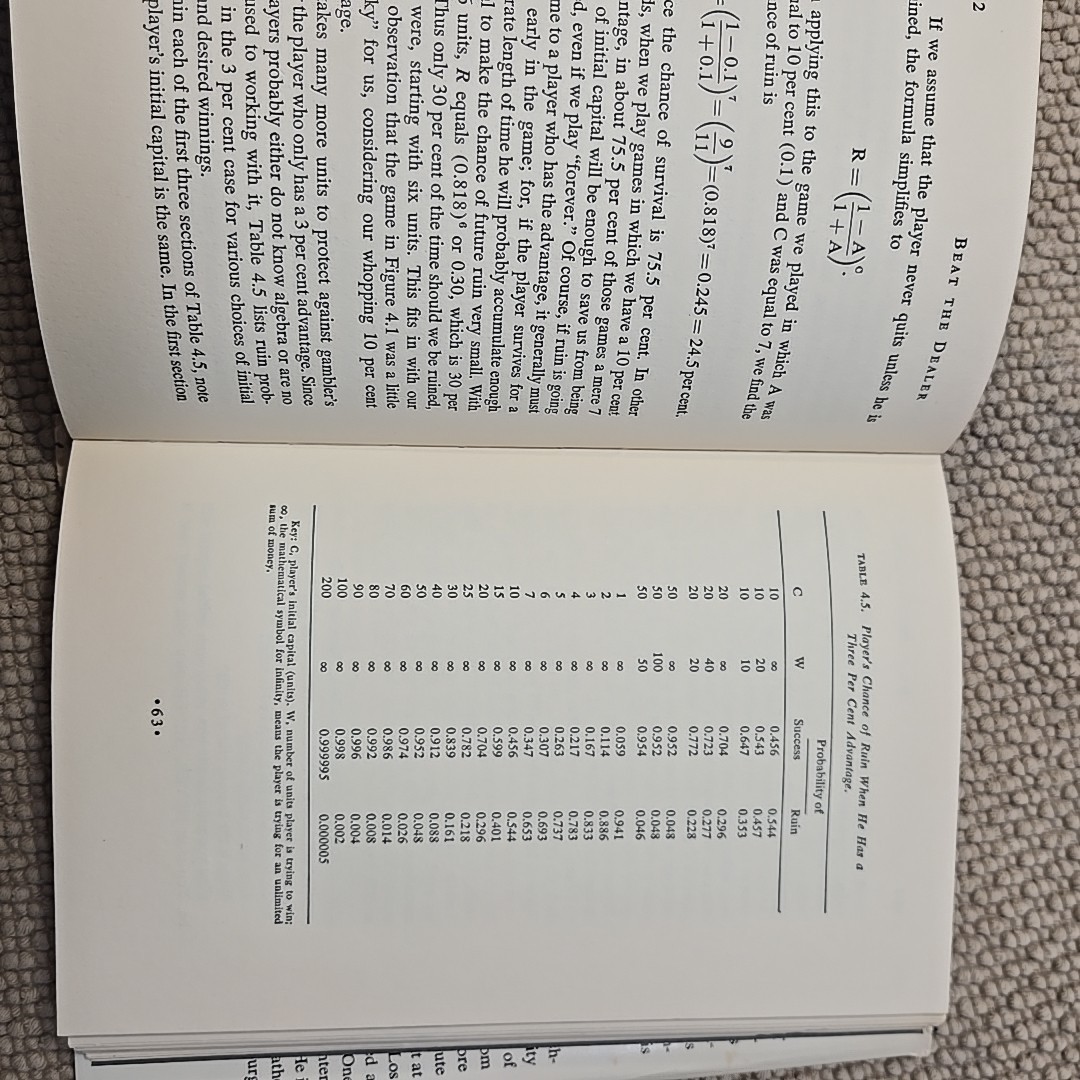 2
BEAT THE DEALER
If we assume that the player never quits unless he is
ined, the formula simplifies to
R = ((1 − A)/(1 + A))^C.
applying this to the game we played in which A was
al to 10 per cent (0.1) and C was equal to 7, we find the
nce of ruin is
= ((1 − 0.1)/(1 + 0.1))^7 = (9/11)^7 = (0.818)^7 = 0.245 = 24.5 per cent.
ce the chance of survival is 75.5 per cent. In other
ls, when we play games in which we have a 10 per cent
ntage, in about 75.5 per cent of those games a mere 7
of initial capital will be enough to save us from being
d, even if we play “forever.” Of course, if ruin is going
me to a player who has the advantage, it generally must
early in the game; for, if the player survives for a
rate length of time he will probably accumulate enough
l to make the chance of future ruin very small. With
units, R equals (0.818)^6 or 0.30, which is 30 per
Thus only 30 per cent of the time should we be ruined,
were, starting with six units. This fits in with our
observation that the game in Figure 4.1 was a little
ky” for us, considering our whopping 10 per cent
age.
akes many more units to protect against gambler's
the player who only has a 3 per cent advantage. Since
ayers probably either do not know algebra or are no
used to working with it, Table 4.5 lists ruin prob-
in the 3 per cent case for various choices of initial
and desired winnings.
in each of the first three sections of Table 4.5, note
player's initial capital is the same. In the first section
TABLE 4.5. Player's Chance of Ruin When He Has a
Three Per Cent Advantage.
Probability of
C W Success Ruin
10 ∞ 0.456 0.544
10 20 0.543 0.457
10 10 0.647 0.353
20 ∞ 0.704 0.296
20 40 0.723 0.277
20 20 0.772 0.228
50 ∞ 0.952 0.048
50 100 0.952 0.048
50 50 0.954 0.046
1 ∞ 0.059 0.941
2 ∞ 0.114 0.886
3 ∞ 0.167 0.833
4 ∞ 0.217 0.783
5 ∞ 0.263 0.737
6 ∞ 0.307 0.693
7 ∞ 0.347 0.653
10 ∞ 0.456 0.544
15 ∞ 0.599 0.401
20 ∞ 0.704 0.296
25 ∞ 0.782 0.218
30 ∞ 0.839 0.161
40 ∞ 0.912 0.088
50 ∞ 0.952 0.048
60 ∞ 0.974 0.026
70 ∞ 0.986 0.014
80 ∞ 0.992 0.008
90 ∞ 0.996 0.004
100 ∞ 0.998 0.002
200 ∞ 0.999995 0.000005
Key: C, player's initial capital (units). W, number of units player is trying to win;
∞, the mathematical symbol for infinity, means the player is trying for an unlimited
sum of money.
•63•